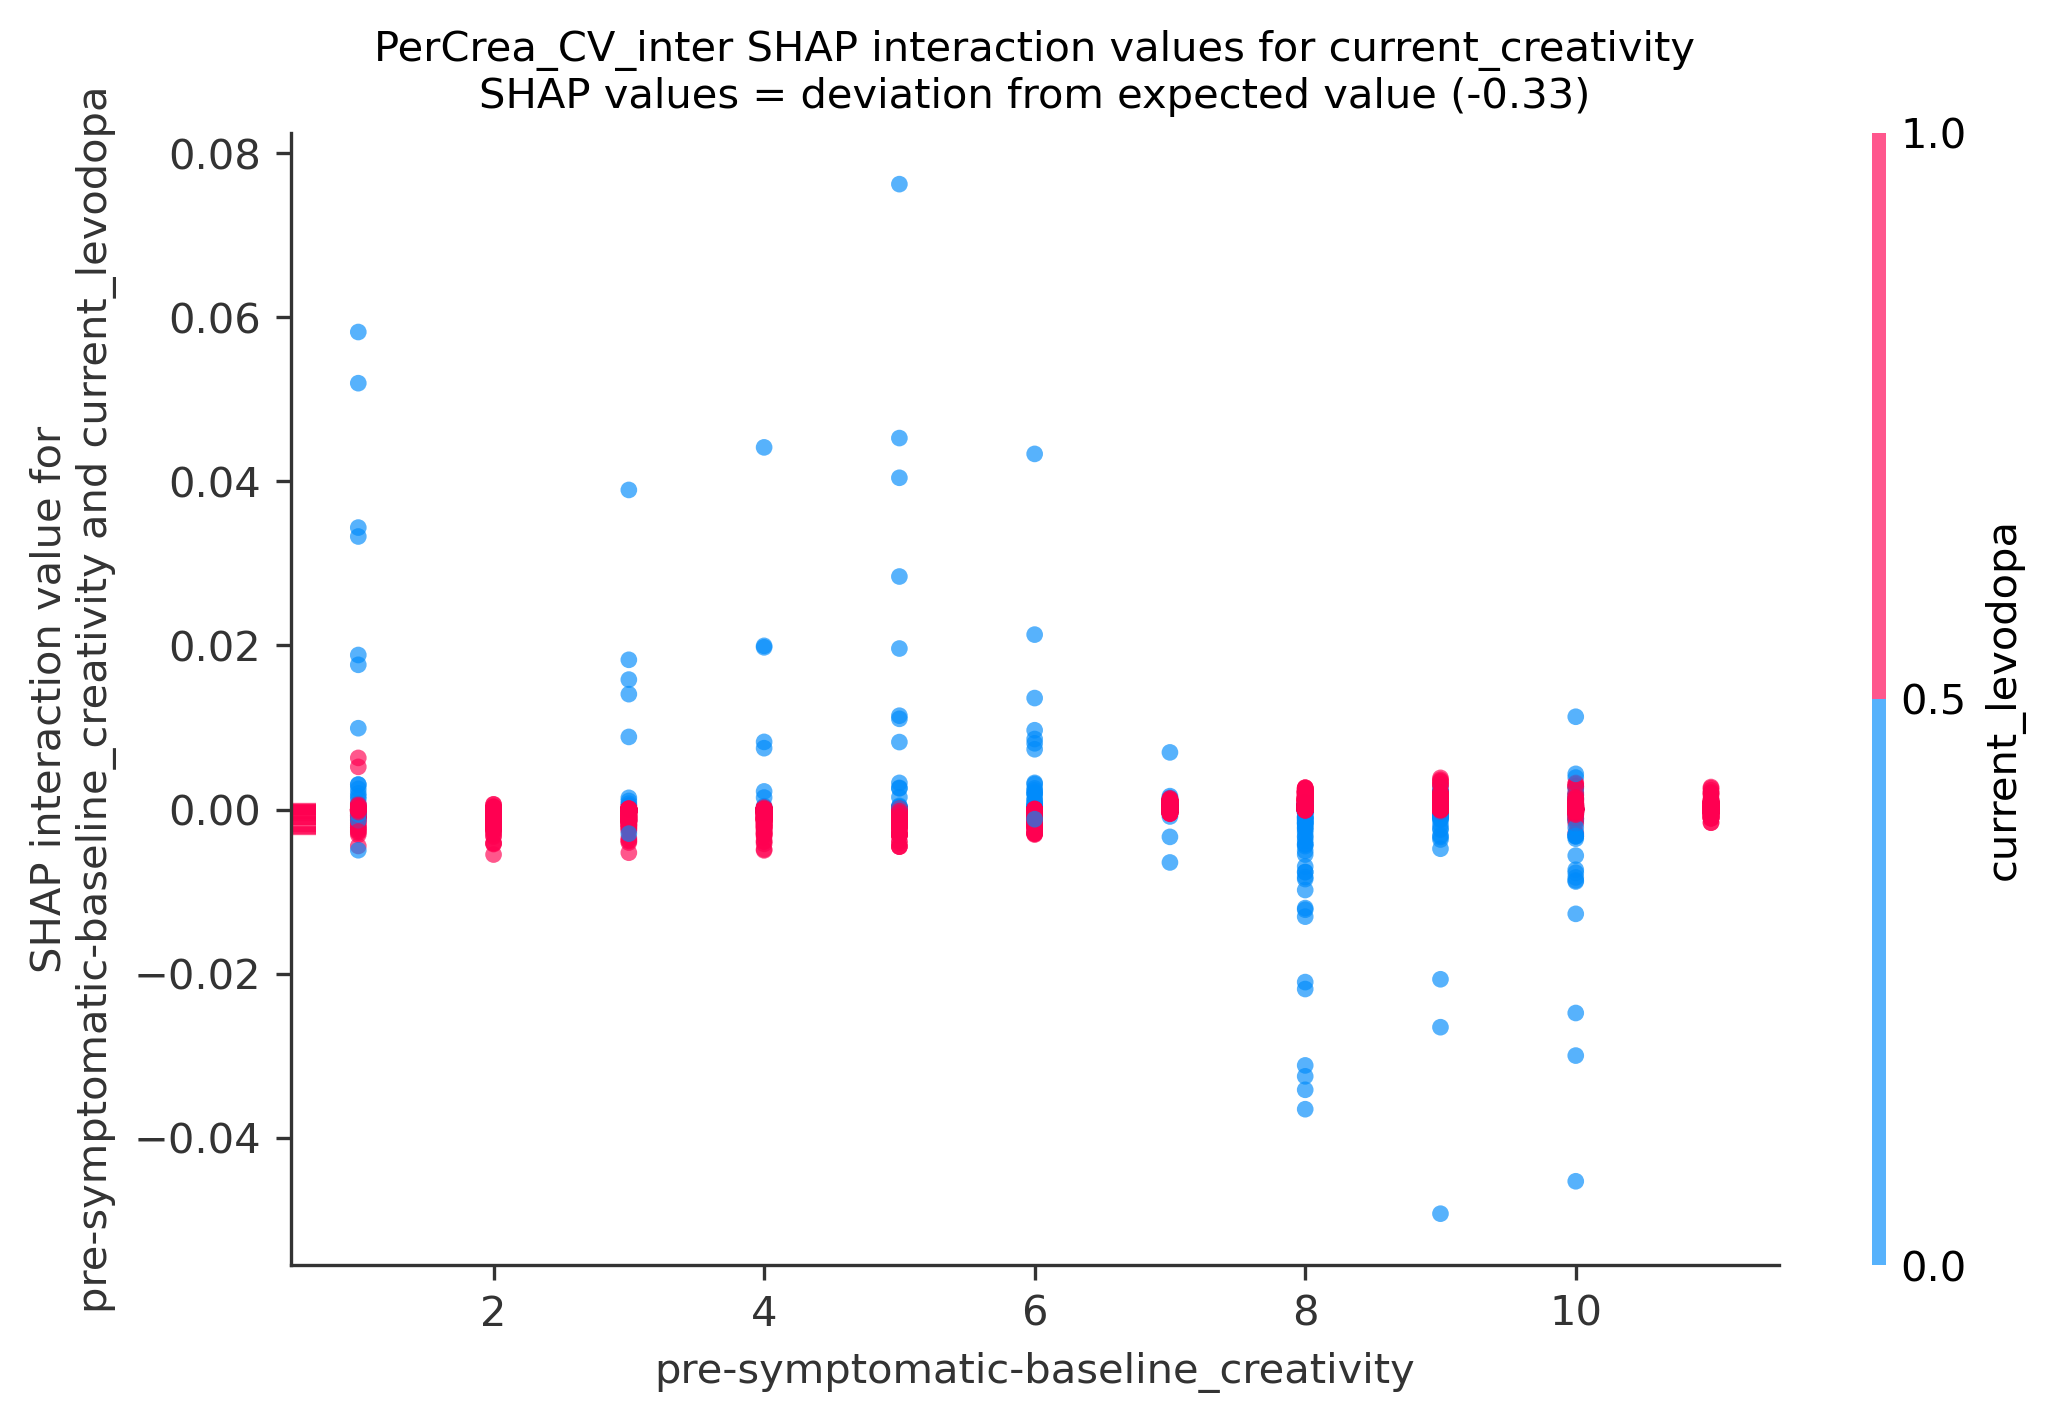 PerCrea_CV_inter SHAP interaction values for current_creativity
SHAP values = deviation from expected value (-0.33)
SHAP interaction value for
pre-symptomatic-baseline_creativity and current_levodopa
0.08
0.06
0.04
0.02
0.00
−0.02
−0.04
2
4
6
8
10
pre-symptomatic-baseline_creativity
1.0
0.5
0.0
current_levodopa